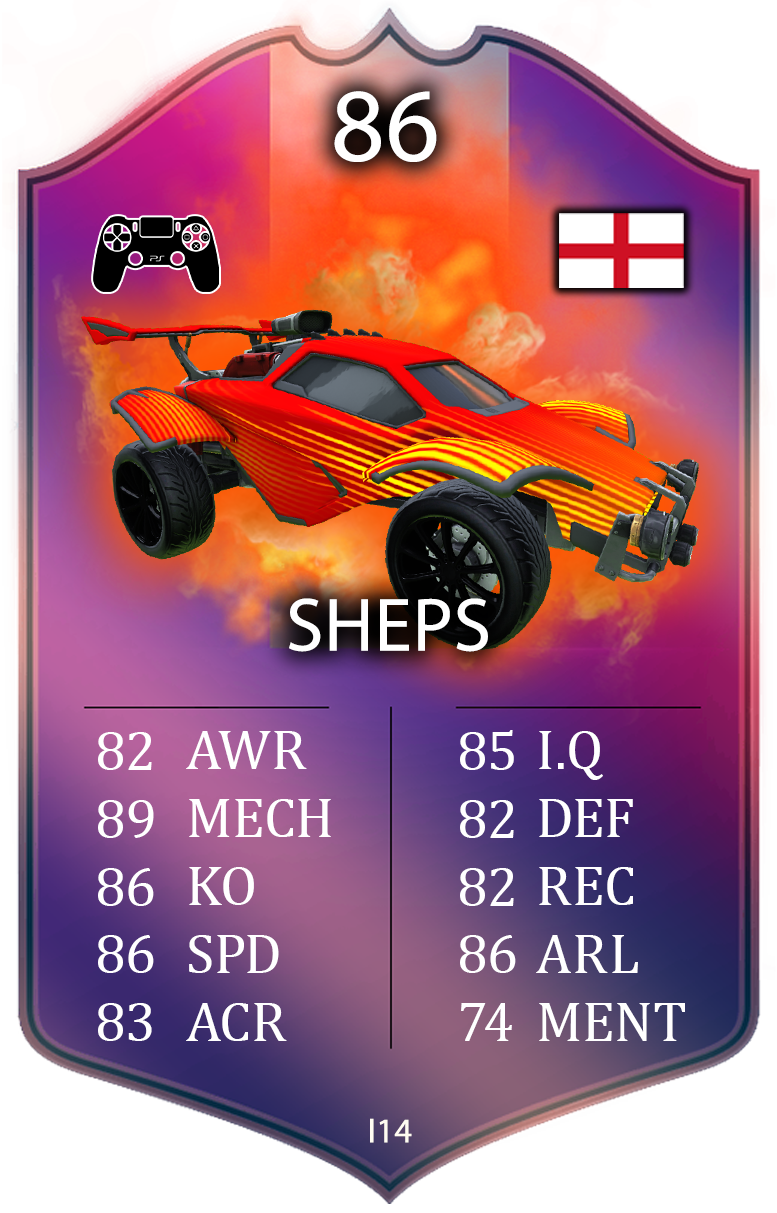 86
PS
SHEPS
82 AWR
89 MECH
86 KO
86 SPD
83 ACR
85 I.Q
82 DEF
82 REC
86 ARL
74 MENT
I14